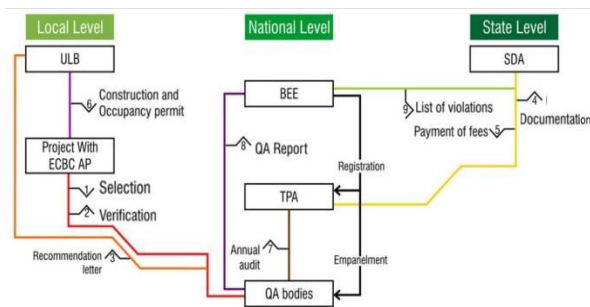 Local Level
National Level
State Level
ULB
SDA
BEE
6
Construction and
Occupancy permit
9
List of violations
4
Documentation
Payment of fees
5
Project With
ECBC AP
8
QA Report
Registration
1
Selection
2
Verification
TPA
Recommendation
letter
3
Annual
audit
7
Empanelment
QA bodies